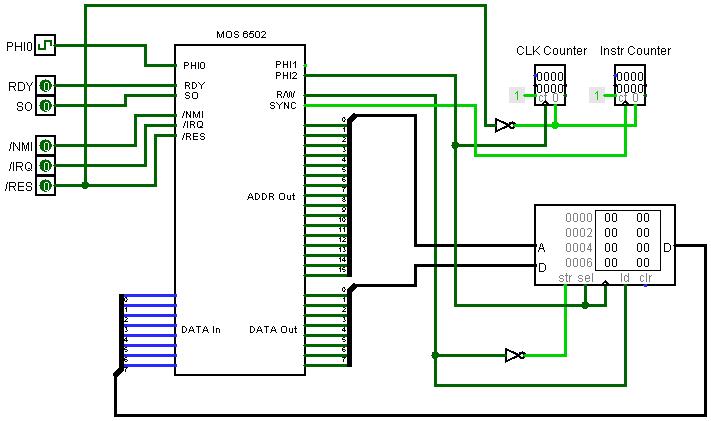 MOS 6502
CLK Counter
Instr Counter
PHI0
PHI0
PHI1
PHI2
RDY
RDY
R/W
SO
SO
SYNC
0000
0000
0000
0000
1
ct 0
1
ct 0
/NMI
/IRQ
/RES
/NMI
/IRQ
/RES
0
1
2
3
4
5
6
7
8
9
10
11
12
13
14
15
ADDR Out
0000 00 00
0002 00 00
0004 00 00
0006 00 00
A
D
D
str sel ld clr
DATA In
DATA Out
0
1
2
3
4
5
6
7
0
1
2
3
4
5
6
7